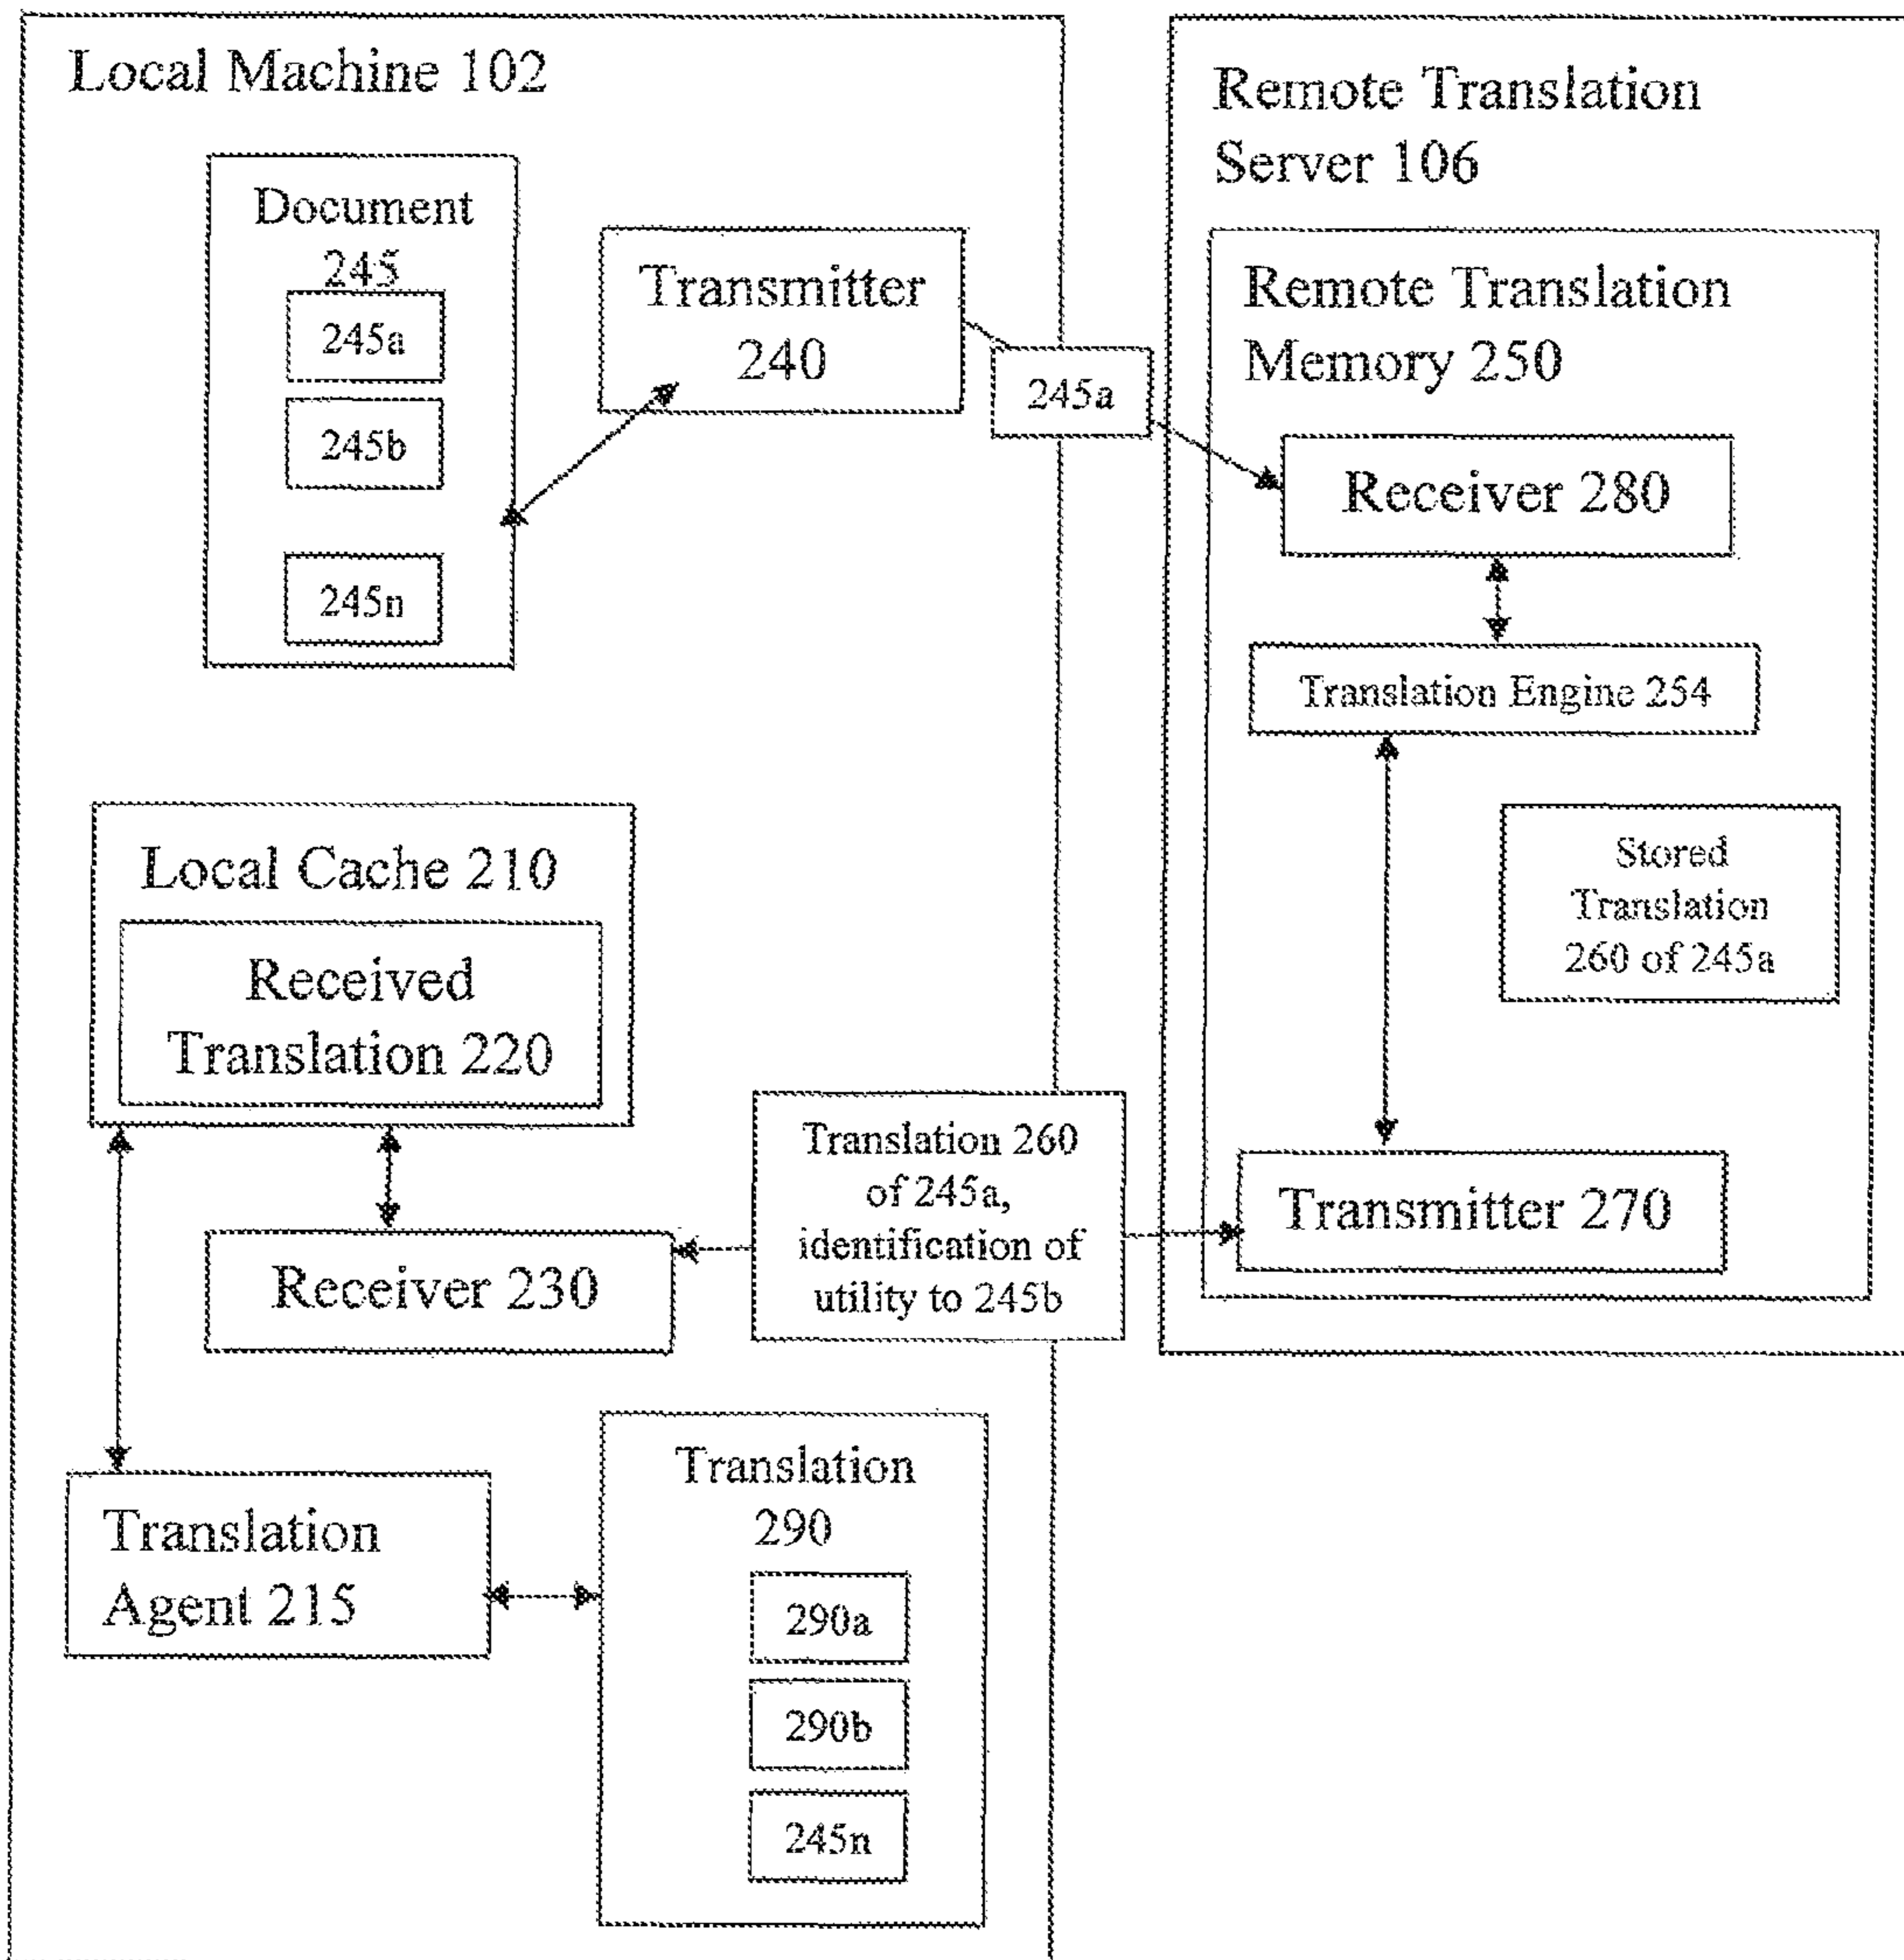 Local Machine 102
Document
245
245a
245b
245n
Transmitter
240
245a
Remote Translation
Server 106
Remote Translation
Memory 250
Receiver 280
Translation Engine 254
Stored
Translation
260 of 245a
Transmitter 270
Local Cache 210
Received
Translation 220
Receiver 230
Translation 260
of 245a,
identification of
utility to 245b
Translation
Agent 215
Translation
290
290a
290b
245n